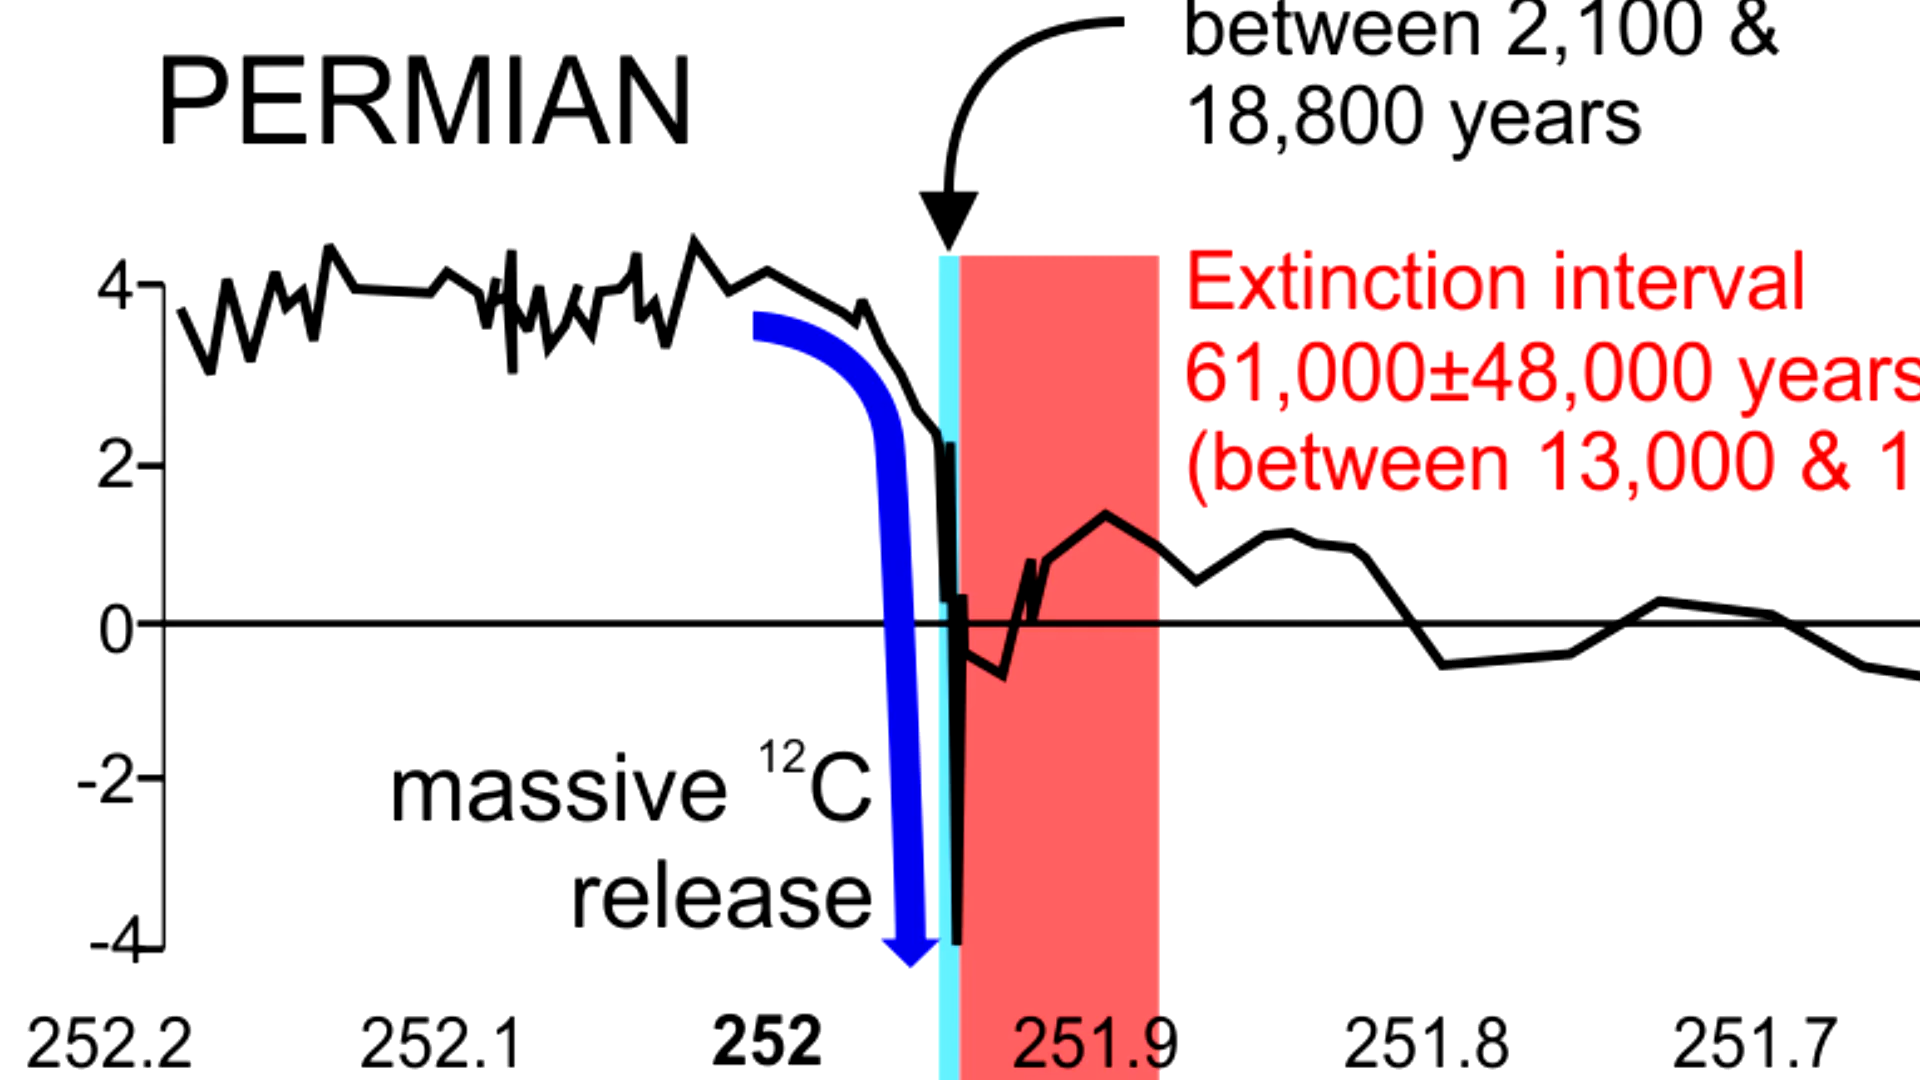 between 2,100 &
18,800 years
PERMIAN
Extinction interval
61,000±48,000 years
(between 13,000 & 1
4
2
0
-2
-4
massive ¹²C
release
252.2 252.1 252 251.9 251.8 251.7